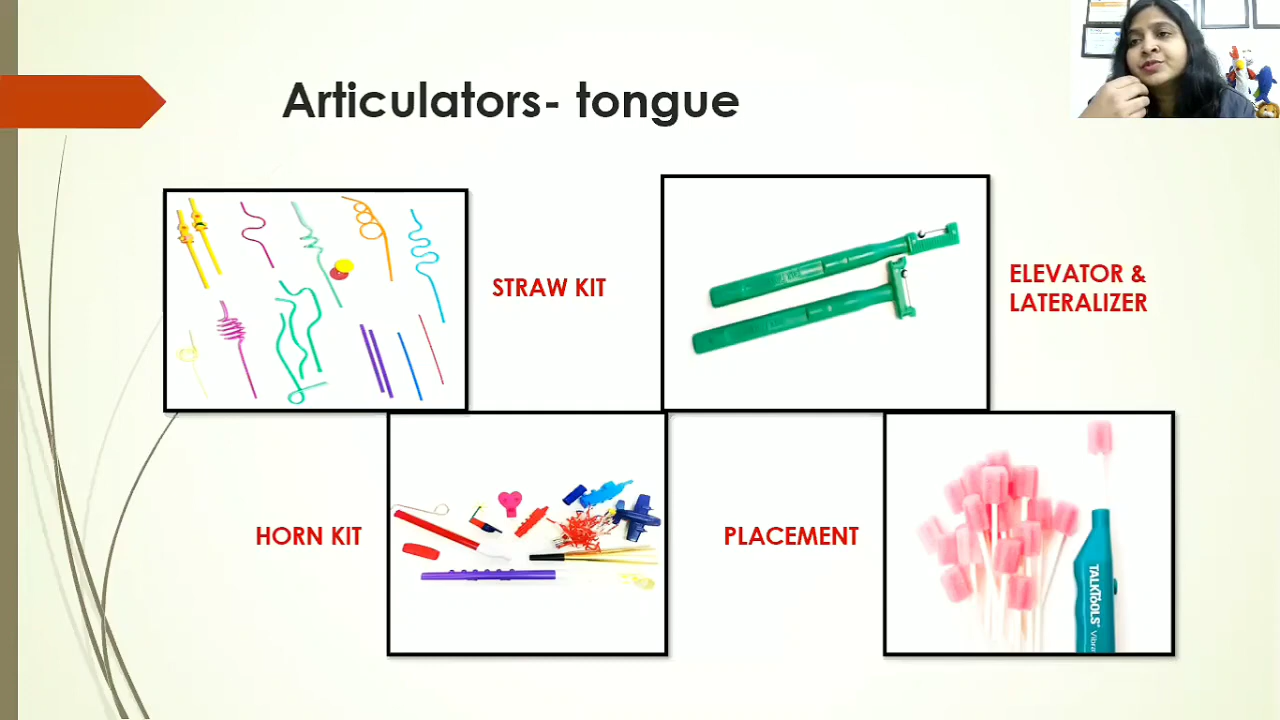 Articulators- tongue
STRAW KIT
ELEVATOR &
LATERALIZER
HORN KIT
PLACEMENT
TALKTOOLS